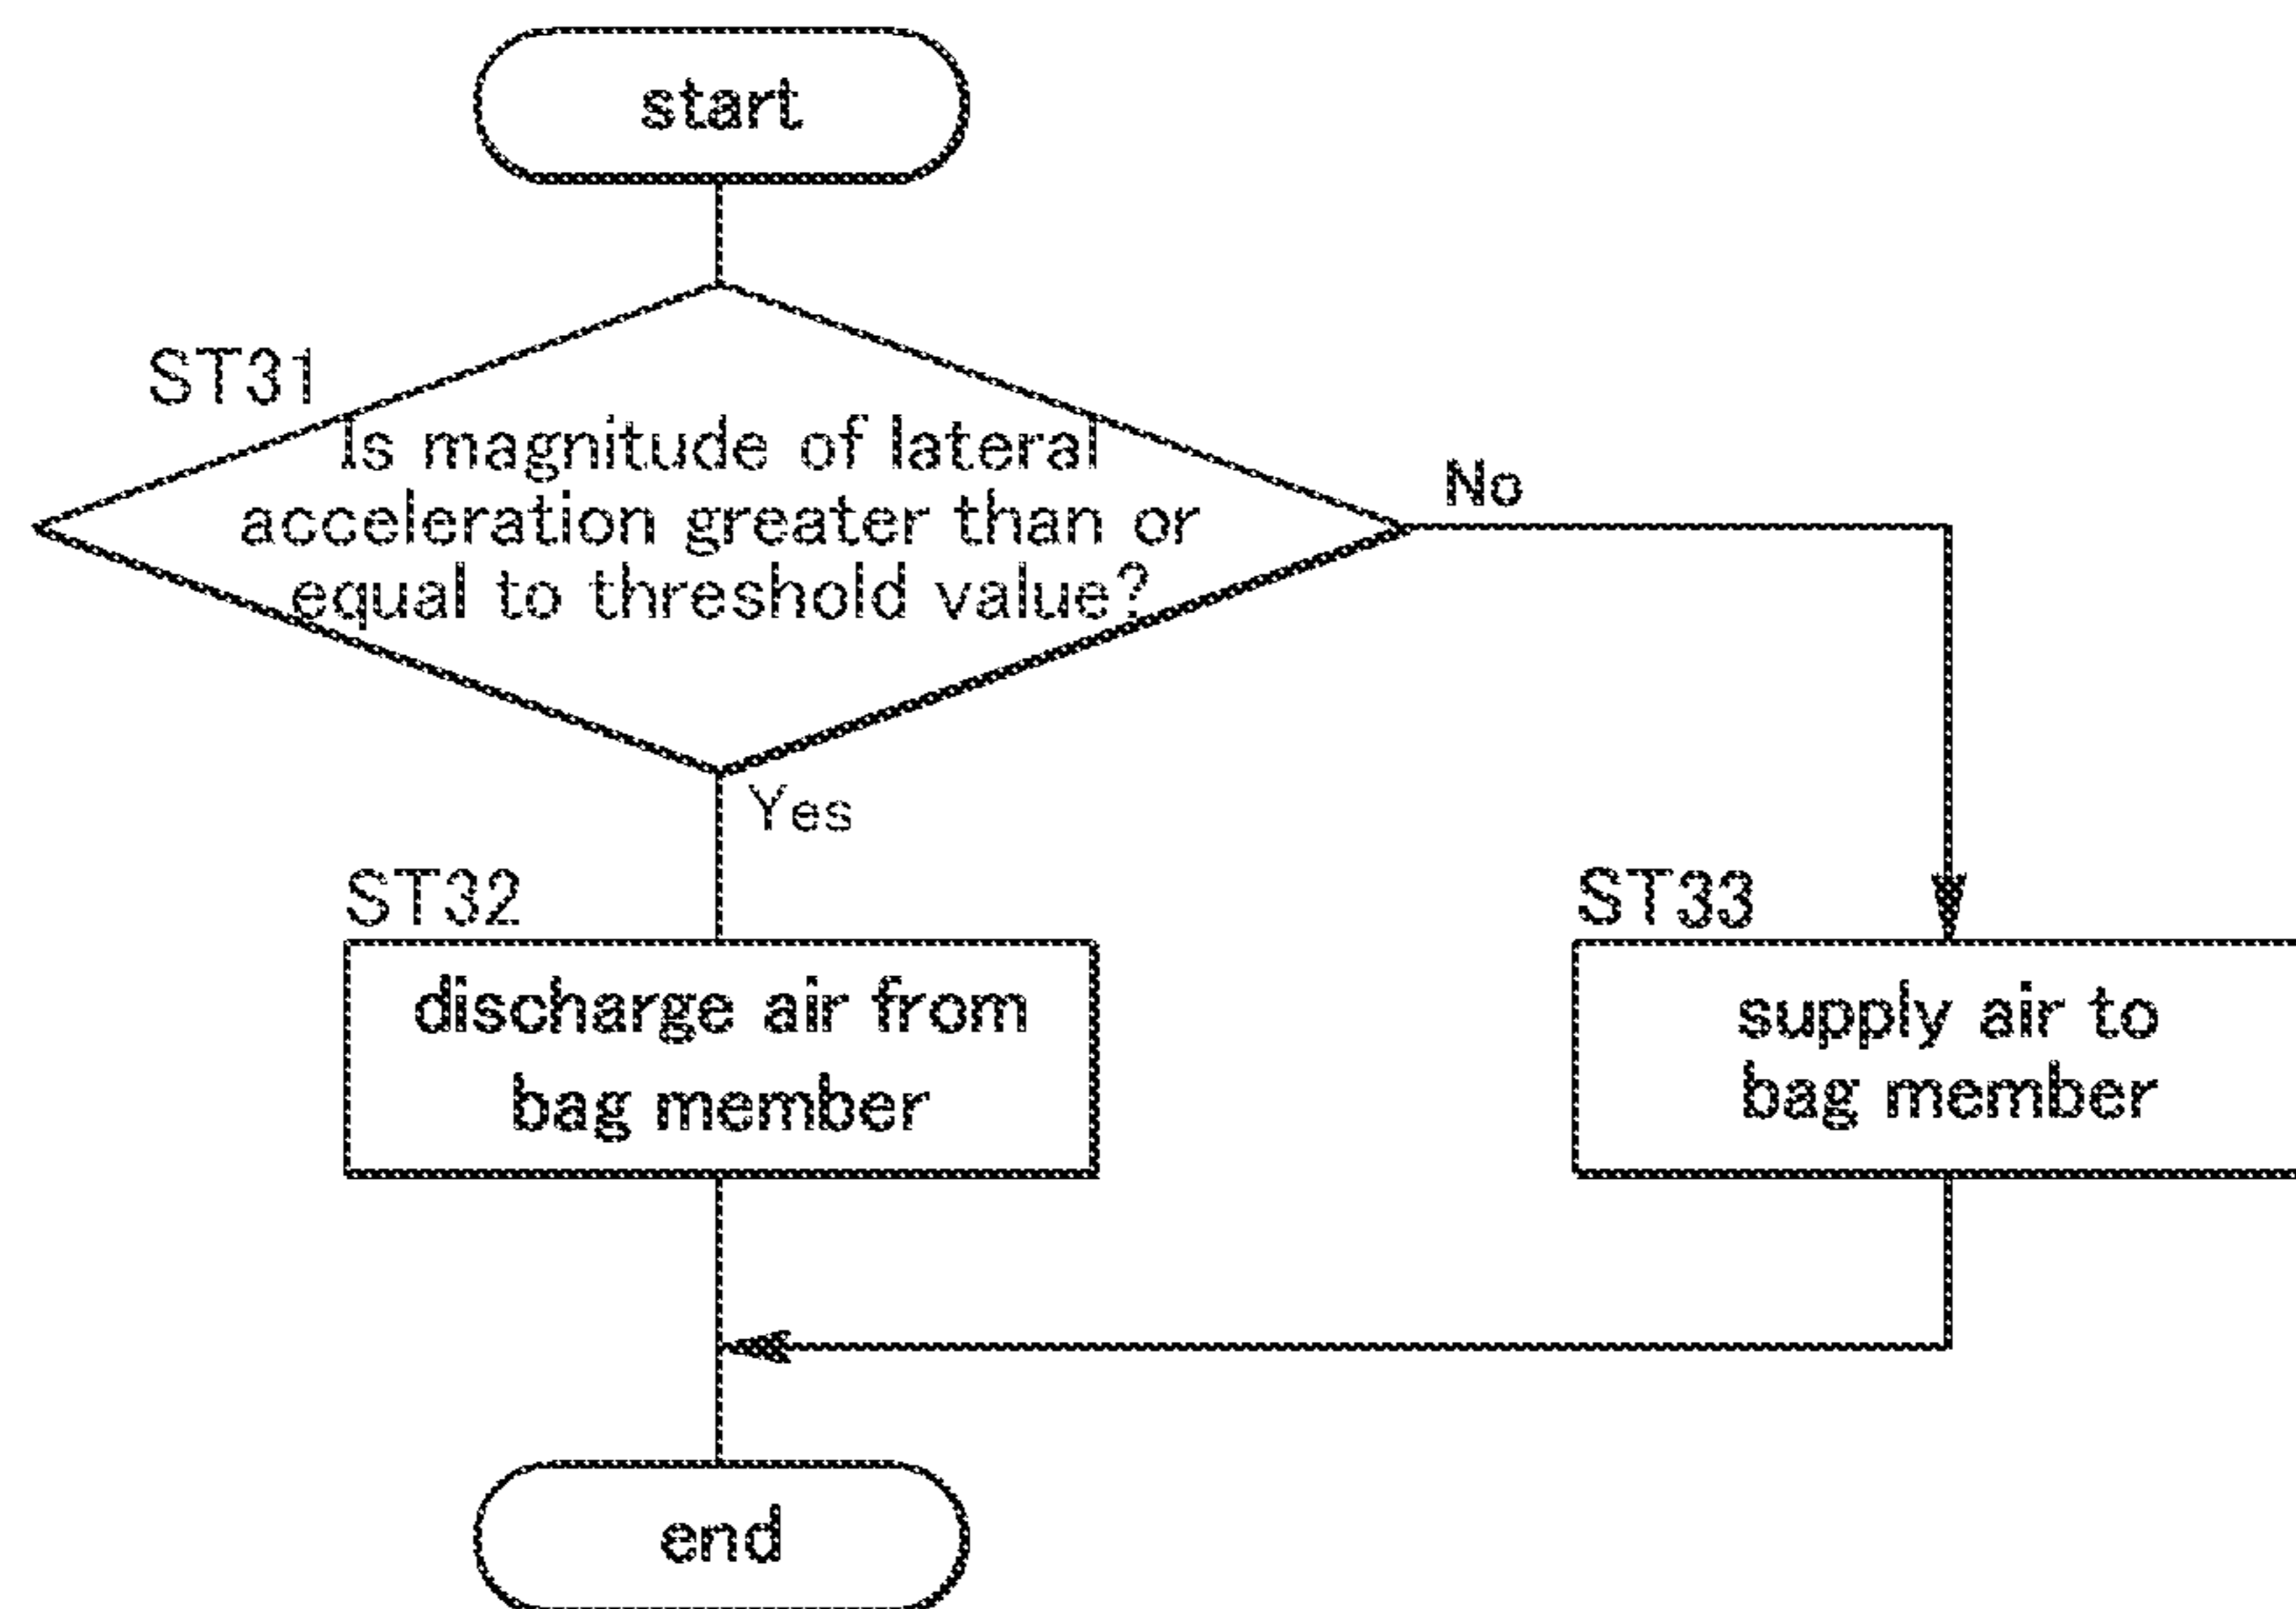 start
ST31
Is magnitude of lateral
acceleration greater than or
equal to threshold value?
No
Yes
ST32
discharge air from
bag member
ST33
supply air to
bag member
end